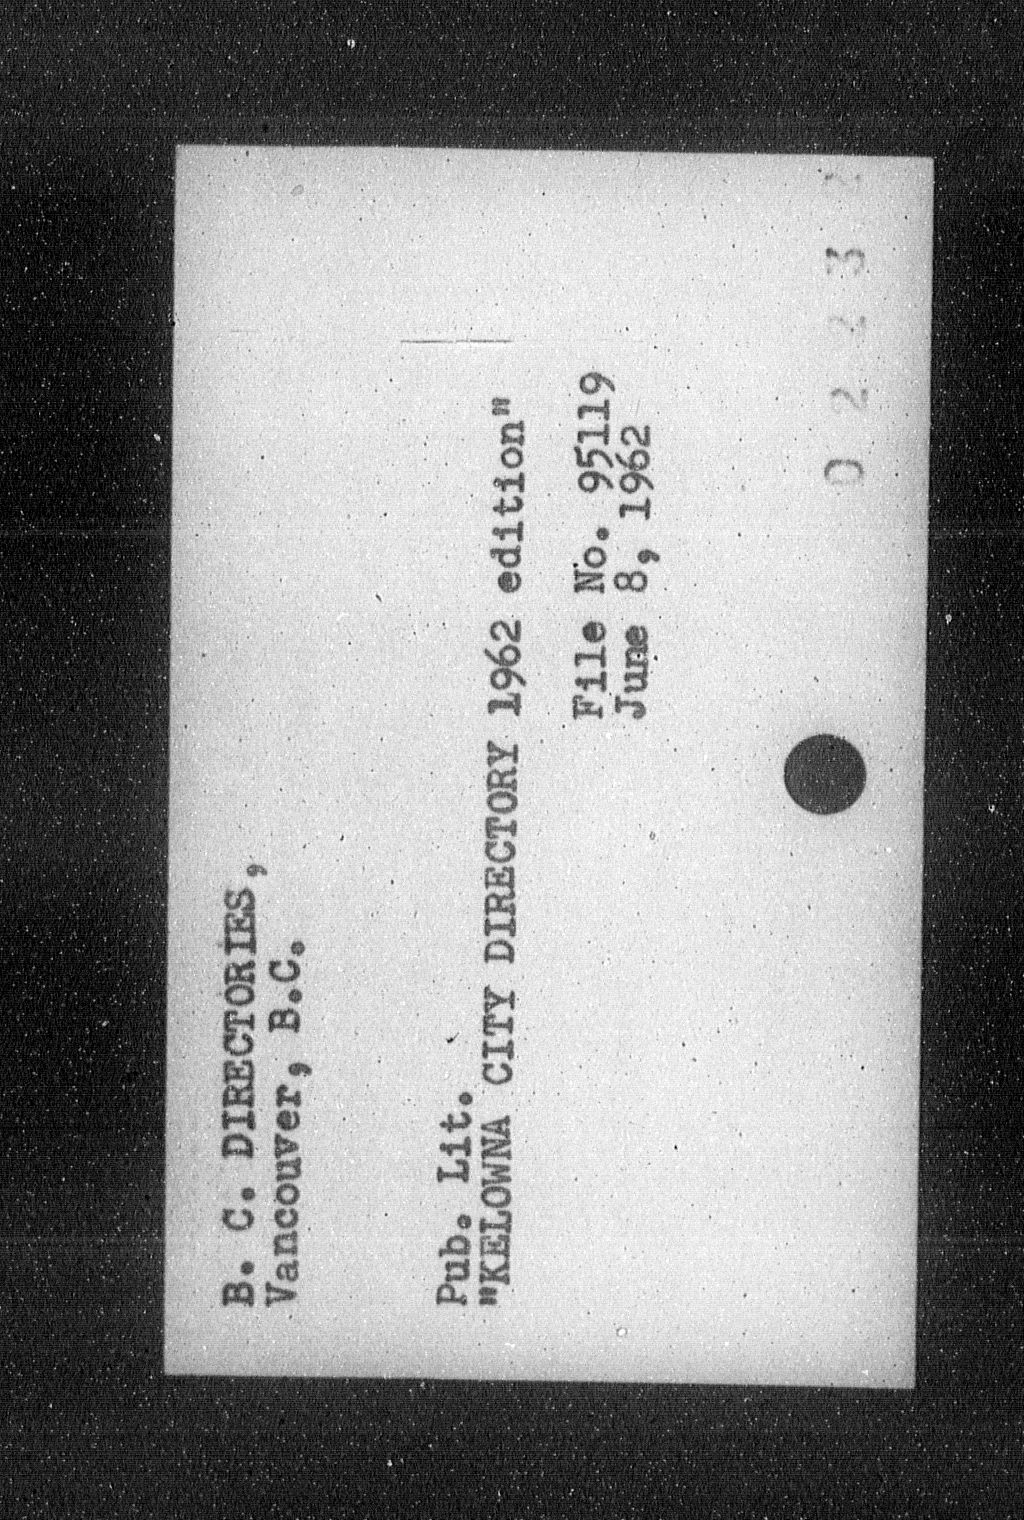 B. C. DIRECTORIES,
Vancouver, B.C.
Pub. Lit.
"KELOWNA CITY DIRECTORY 1962 edition"
File No. 95119
June 8, 1962